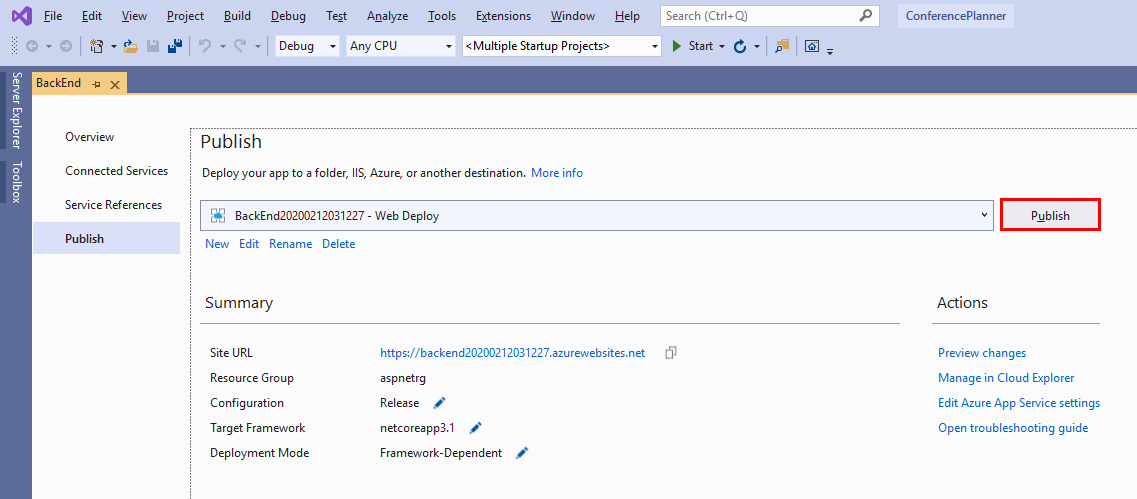 File Edit View Project Build Debug Test Analyze Tools Extensions Window Help Search (Ctrl+Q) ConferencePlanner
Debug Any CPU <Multiple Startup Projects> Start
Server Explorer
Toolbox
BackEnd
Overview
Connected Services
Service References
Publish
Publish
Deploy your app to a folder, IIS, Azure, or another destination. More info
BackEnd20200212031227 - Web Deploy Publish
New Edit Rename Delete
Summary
Site URL https://backend20200212031227.azurewebsites.net
Resource Group aspnetrg
Configuration Release
Target Framework netcoreapp3.1
Deployment Mode Framework-Dependent
Actions
Preview changes
Manage in Cloud Explorer
Edit Azure App Service settings
Open troubleshooting guide